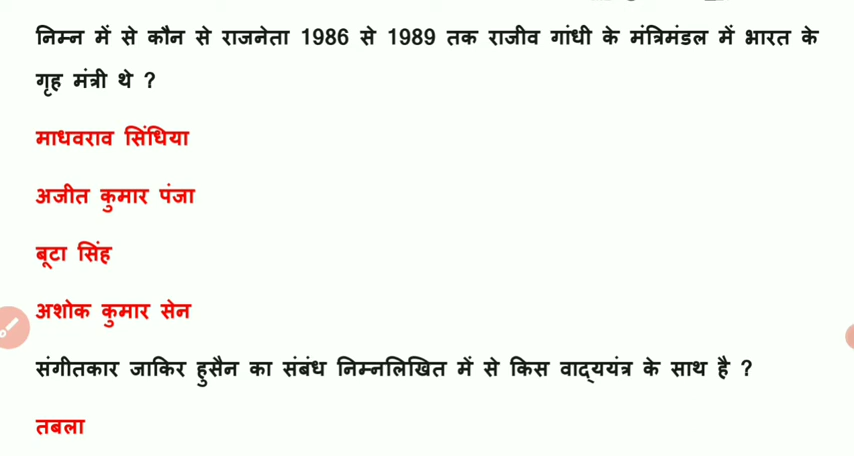 निम्न में से कौन से राजनेता 1986 से 1989 तक राजीव गांधी के मंत्रिमंडल में भारत के
गृह मंत्री थे ?
माधवराव सिंधिया
अजीत कुमार पंजा
बूटा सिंह
अशोक कुमार सेन
संगीतकार जाकिर हुसैन का संबंध निम्नलिखित में से किस वाद्ययंत्र के साथ है ?
तबला